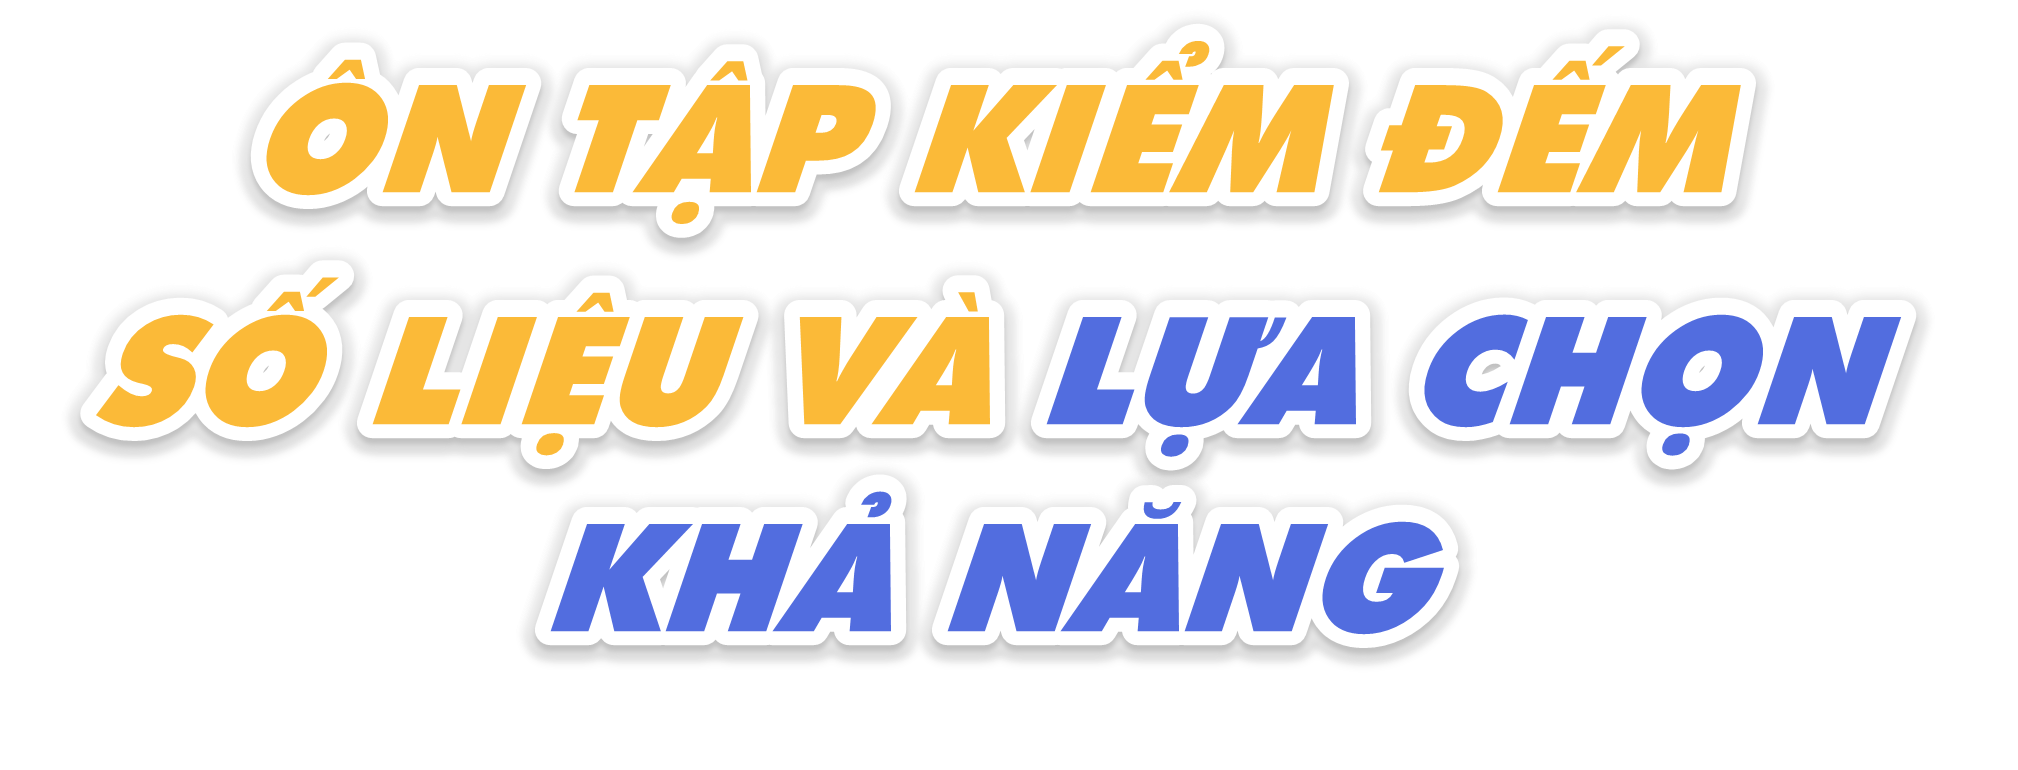 ÔN TẬP KIỂM ĐẾM
SỐ LIỆU VÀ LỰA CHỌN
KHẢ NĂNG